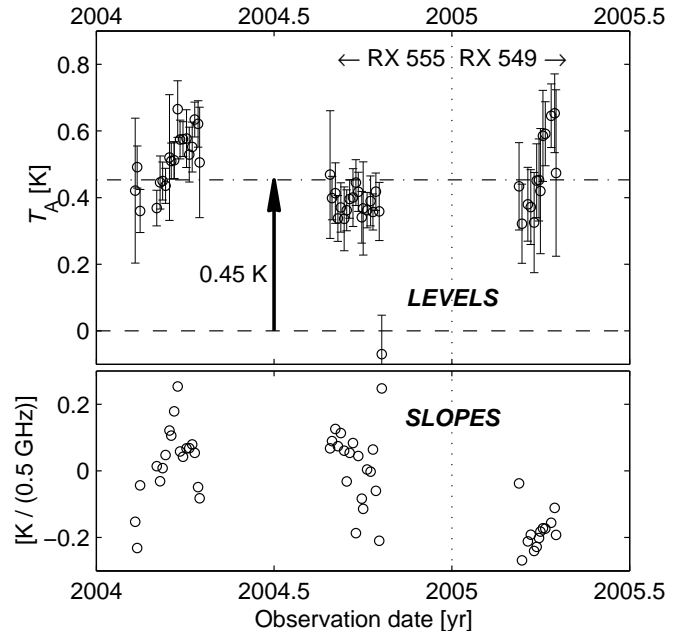 2004 2004.5 2005 2005.5
0.8
← RX 555 RX 549 →
0.6
T_A [K]
0.4
0.45 K
0.2
LEVELS
0
0.2
SLOPES
[K / (0.5 GHz)]
0
−0.2
2004 2004.5 2005 2005.5
Observation date [yr]